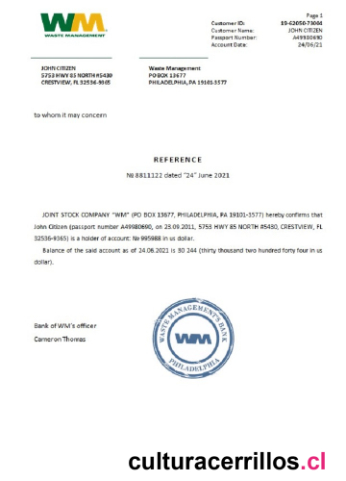 Page 1
WM
WASTE MANAGEMENT
Customer ID: 15-62050-73004
Customer Name: JOHN CITIZEN
Passport Number: A49980690
Account Date: 24/06/21
JOHN CITIZEN
5753 HWY 85 NORTH #5430
CRESTVIEW, FL 32536-9365
Waste Management
PO BOX 13677
PHILADELPHIA, PA 19101-3577
to whom it may concern
REFERENCE
№ 8811122 dated "24" June 2021
JOINT STOCK COMPANY "WM" (PO BOX 13677, PHILADELPHIA, PA 19101-3577) hereby confirms that
John Citizen (passport number A49980690, on 23.09.2011, 5753 HWY 85 NORTH #5430, CRESTVIEW, FL
32536-9365) is a holder of account: № 995988 in us dollar.
Balance of the said account as of 24.06.2021 is 30 244 (thirty thousand two hundred forty four in us
dollar).
Bank of WM's officer
Cameron Thomas
WASTE MANAGEMENT'S BANK
WM
PHILADELPHIA
culturacerrillos.cl